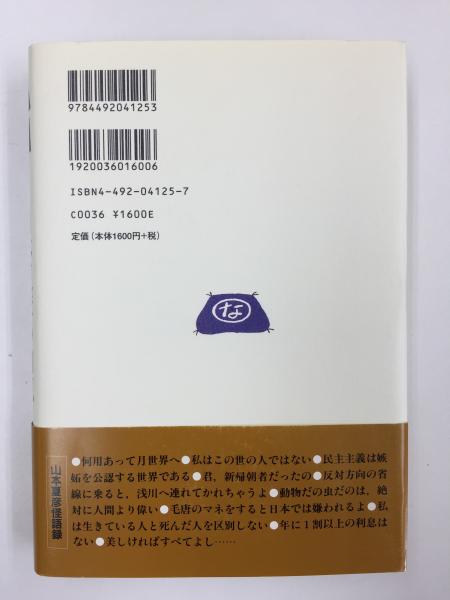 9784492041253
1920036016006
ISBN4-492-04125-7
C0036 ¥1600E
定価(本体1600円+税)
な
山本夏彦怪語録
●何用あって月世界へ●私はこの世の人ではない●民主主義は嫉
妬を公認する世界である●君，新帰朝者だったの●反対方向の省
線に乗ると，浅川へ連れてかれちゃうよ●動物だの虫だのは，絶
対に人間より偉い●毛唐のマネをすると日本では嫌われるよ●私
は生きている人と死んだ人を区別しない●年に1割以上の利息は
ない●美しければすべてよし……